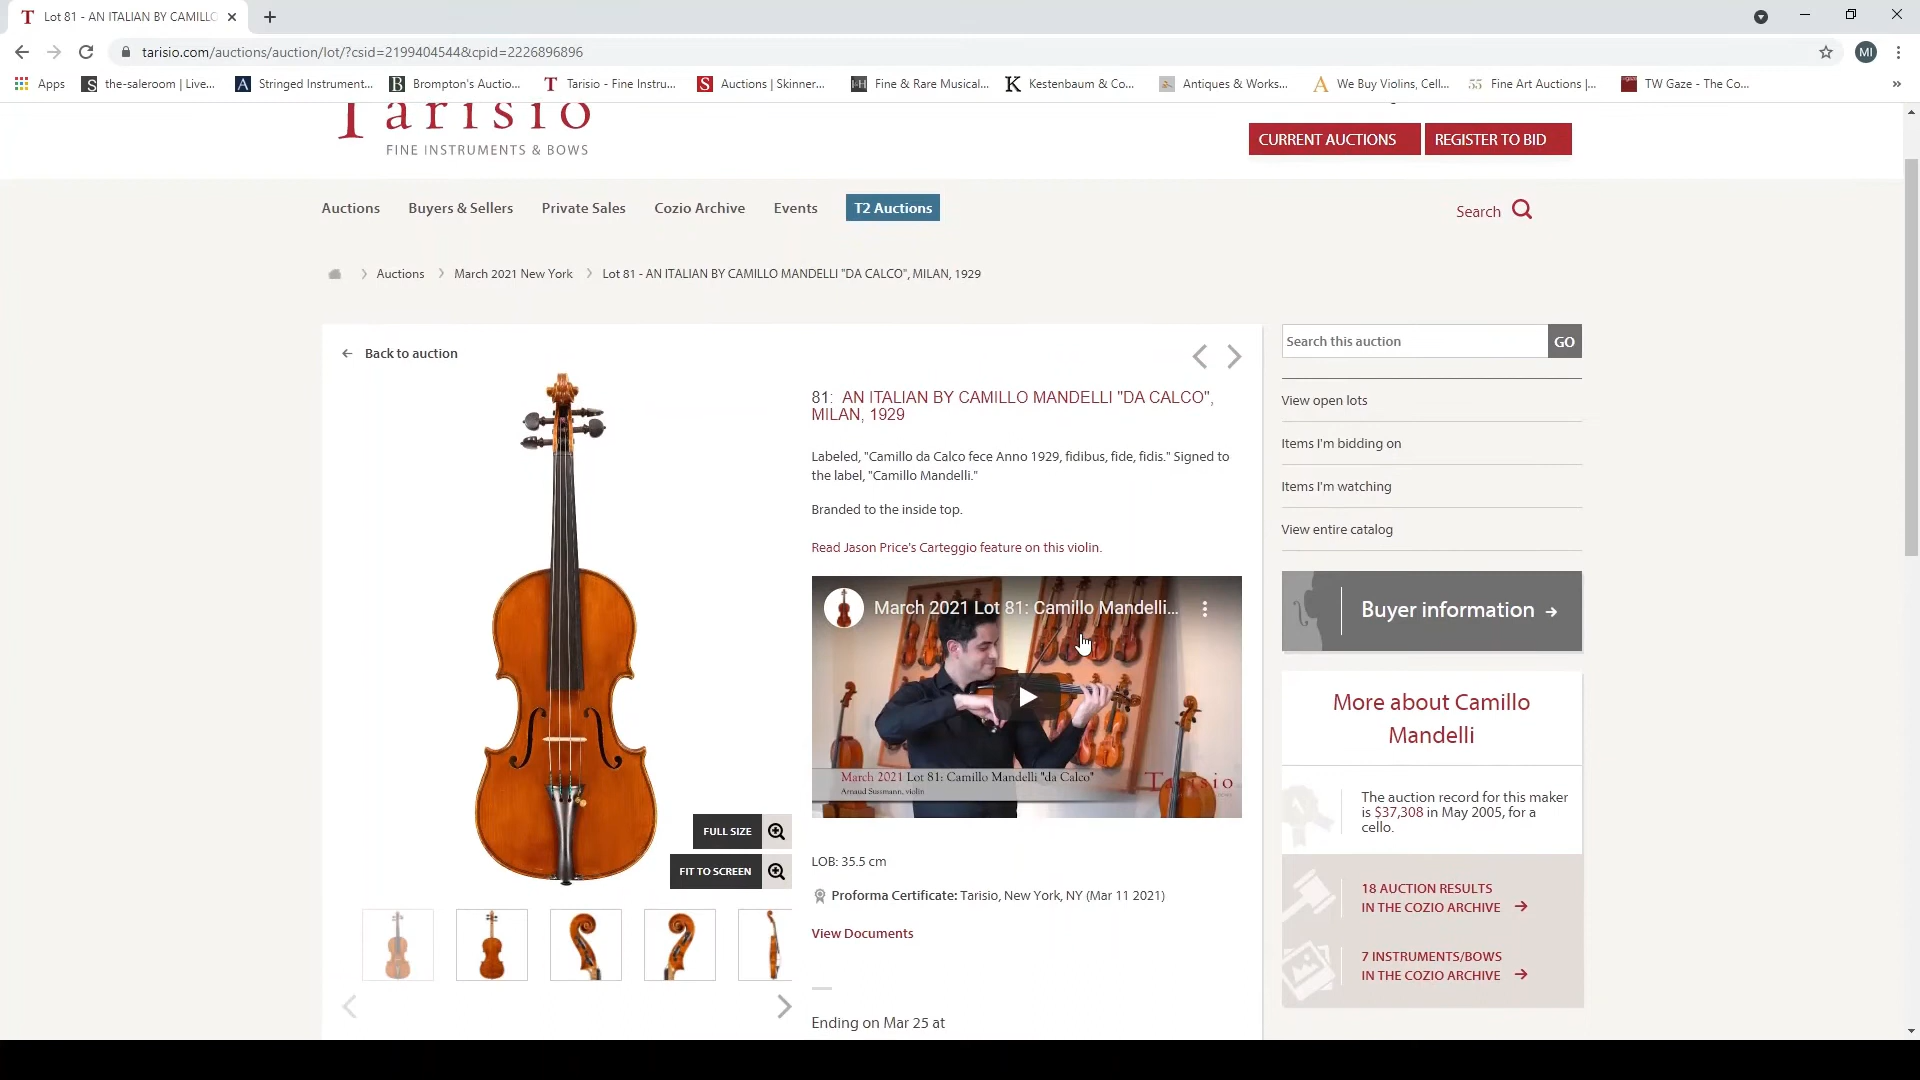 Lot 81 - AN ITALIAN BY CAMILLO
tarisio.com/auctions/auction/lot/?csid=2199404544&cpid=2226896896
MI
Apps
the-saleroom | Live...
Stringed Instrument...
Brompton's Auctio...
Tarisio - Fine Instru...
Auctions | Skinner...
Fine & Rare Musical...
Kestenbaum & Co...
Antiques & Works...
We Buy Violins, Cell...
Fine Art Auctions |...
TW Gaze - The Co...
Tarisio
FINE INSTRUMENTS & BOWS
CURRENT AUCTIONS
REGISTER TO BID
Auctions
Buyers & Sellers
Private Sales
Cozio Archive
Events
T2 Auctions
Search
Auctions
March 2021 New York
Lot 81 - AN ITALIAN BY CAMILLO MANDELLI "DA CALCO", MILAN, 1929
Back to auction
81: AN ITALIAN BY CAMILLO MANDELLI "DA CALCO",
MILAN, 1929
Labeled, "Camillo da Calco fece Anno 1929, fidibus, fide, fidis." Signed to
the label, "Camillo Mandelli."
Branded to the inside top.
Read Jason Price's Carteggio feature on this violin.
March 2021 Lot 81: Camillo Mandelli...
March 2021 Lot 81: Camillo Mandelli "da Calco"
Arnaud Sussmann, violin
Tarisio
LOB: 35.5 cm
Proforma Certificate: Tarisio, New York, NY (Mar 11 2021)
View Documents
Ending on Mar 25 at
FULL SIZE
FIT TO SCREEN
Search this auction
GO
View open lots
Items I'm bidding on
Items I'm watching
View entire catalog
Buyer information
More about Camillo
Mandelli
The auction record for this maker
is $37,308 in May 2005, for a
cello.
18 AUCTION RESULTS
IN THE COZIO ARCHIVE
7 INSTRUMENTS/BOWS
IN THE COZIO ARCHIVE